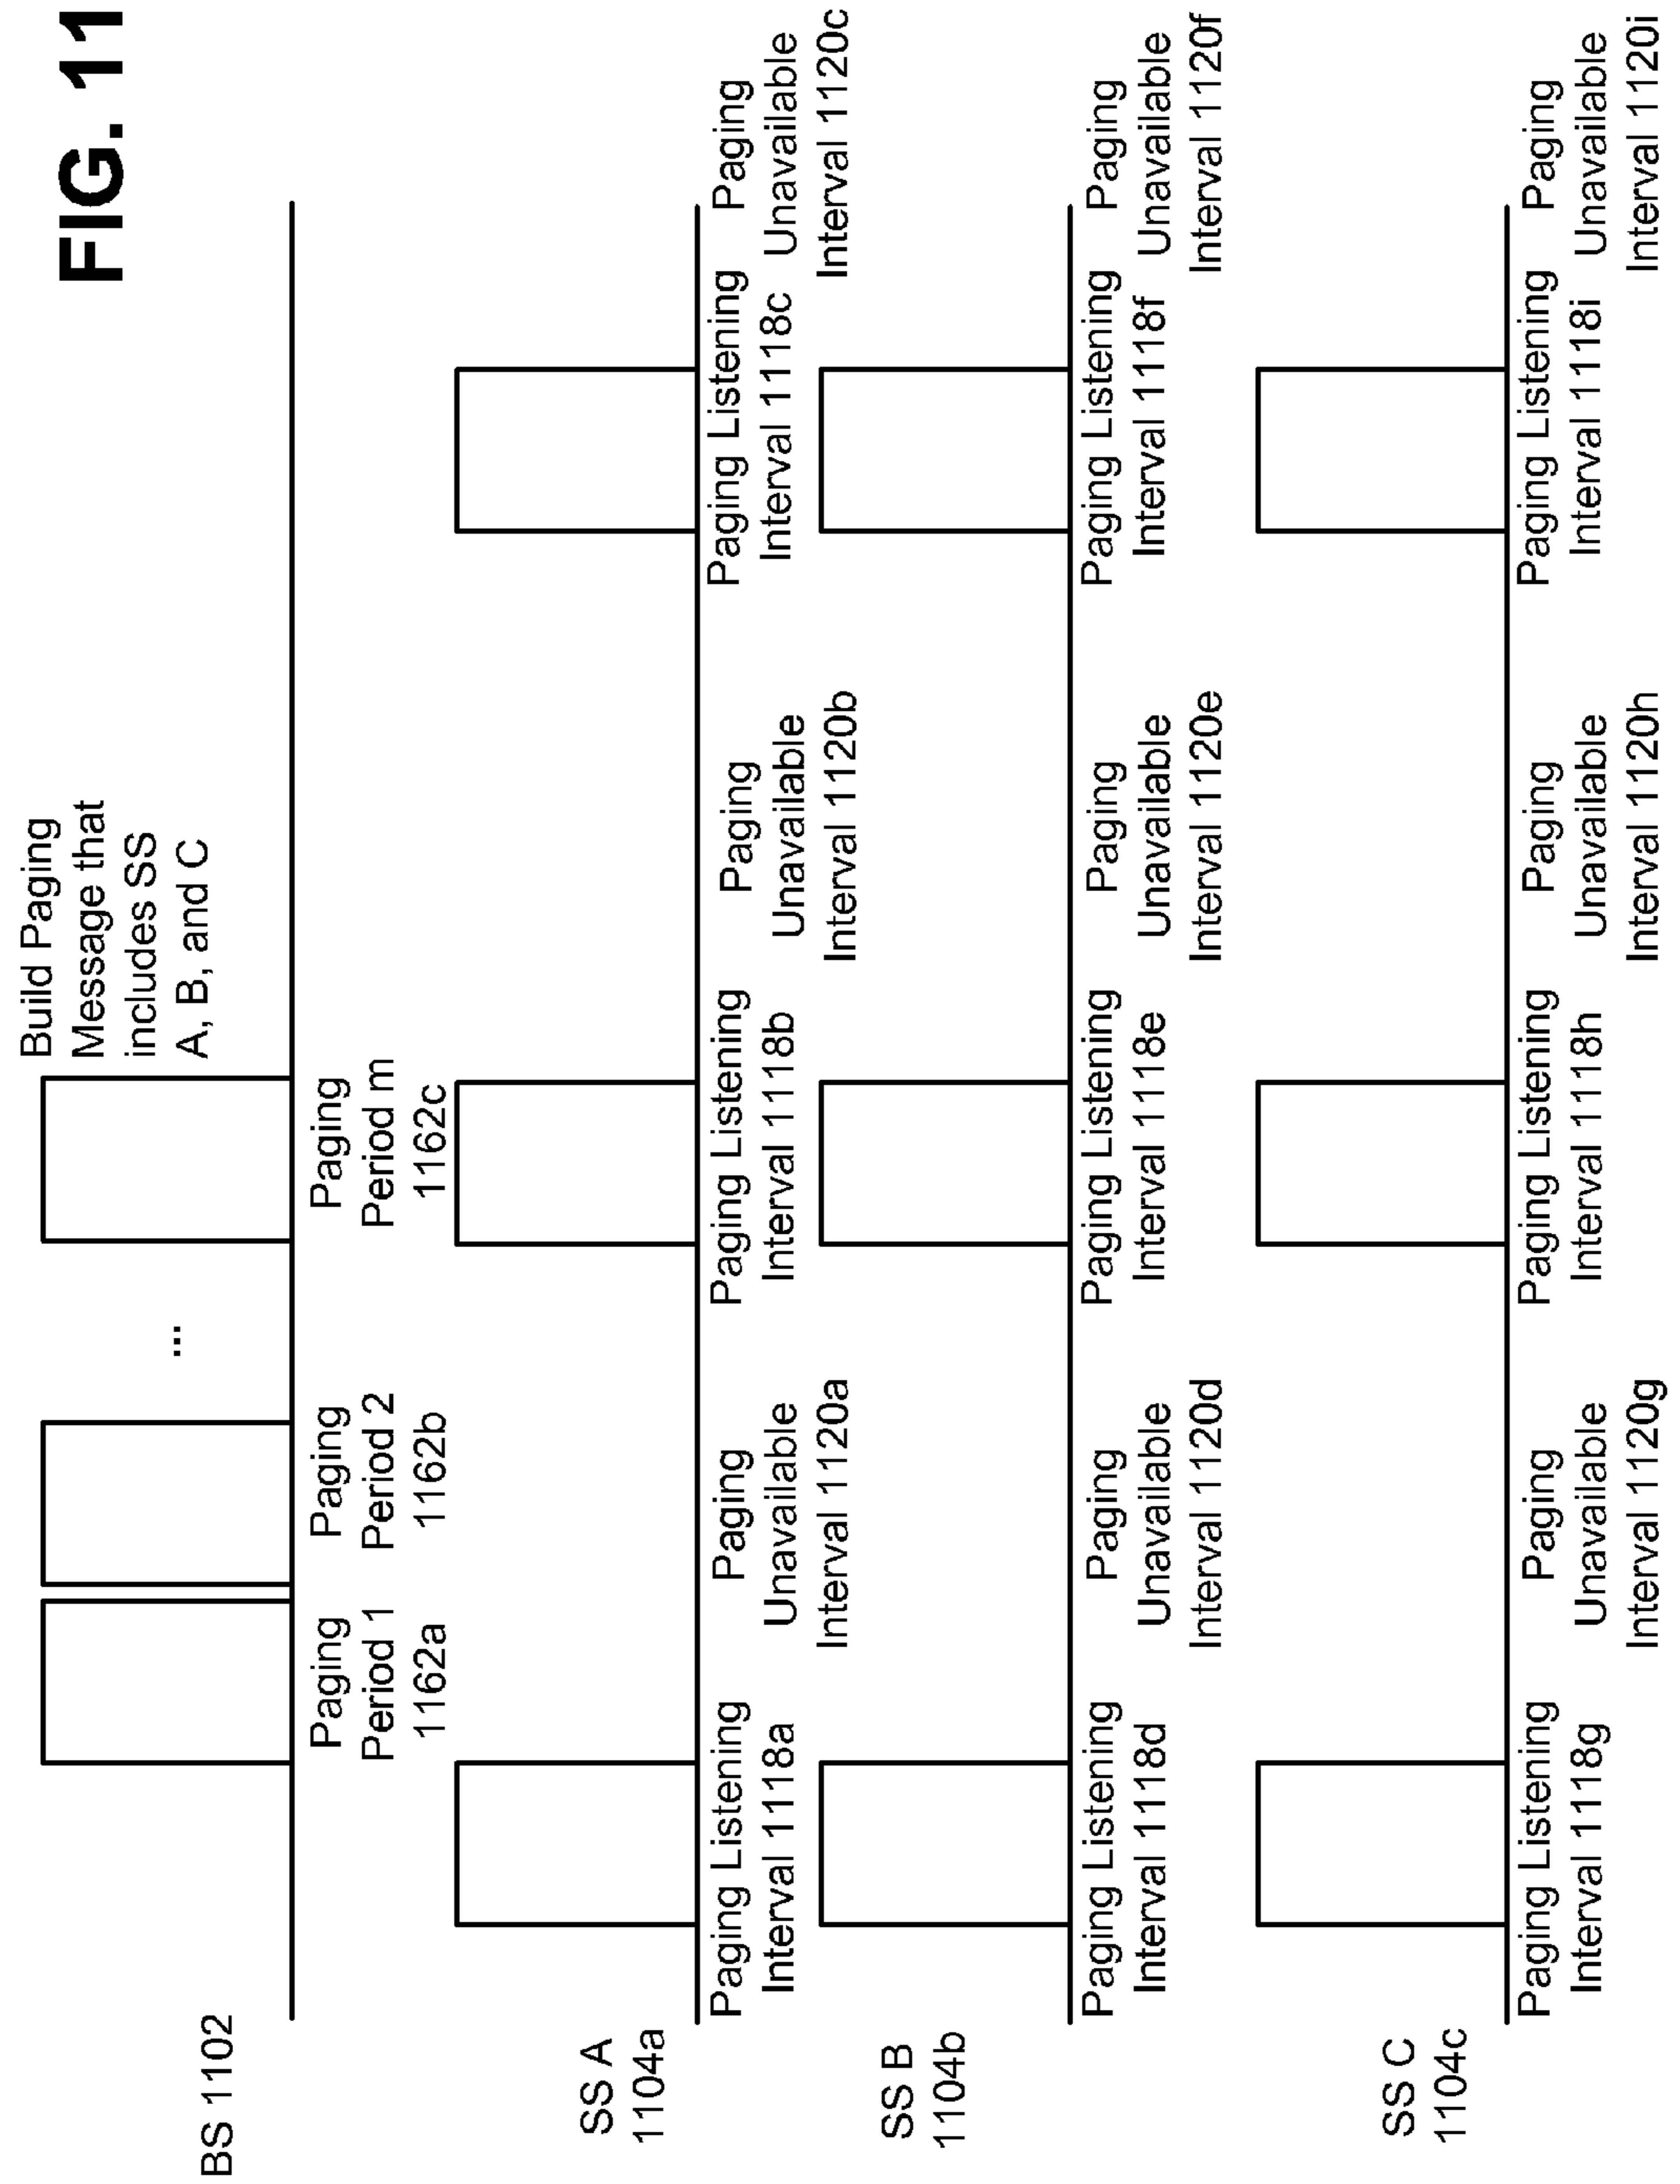 FIG. 11
Build Paging
Message that
includes SS
A, B, and C
BS 1102
...
Paging
Period 1
1162a
Paging
Period 2
1162b
Paging
Period m
1162c
SS A
1104a
Paging Listening
Interval 1118a
Paging
Unavailable
Interval 1120a
Paging Listening
Interval 1118b
Paging
Unavailable
Interval 1120b
Paging Listening
Interval 1118c
Paging
Unavailable
Interval 1120c
SS B
1104b
Paging Listening
Interval 1118d
Paging
Unavailable
Interval 1120d
Paging Listening
Interval 1118e
Paging
Unavailable
Interval 1120e
Paging Listening
Interval 1118f
Paging
Unavailable
Interval 1120f
SS C
1104c
Paging Listening
Interval 1118g
Paging
Unavailable
Interval 1120g
Paging Listening
Interval 1118h
Paging
Unavailable
Interval 1120h
Paging Listening
Interval 1118i
Paging
Unavailable
Interval 1120i